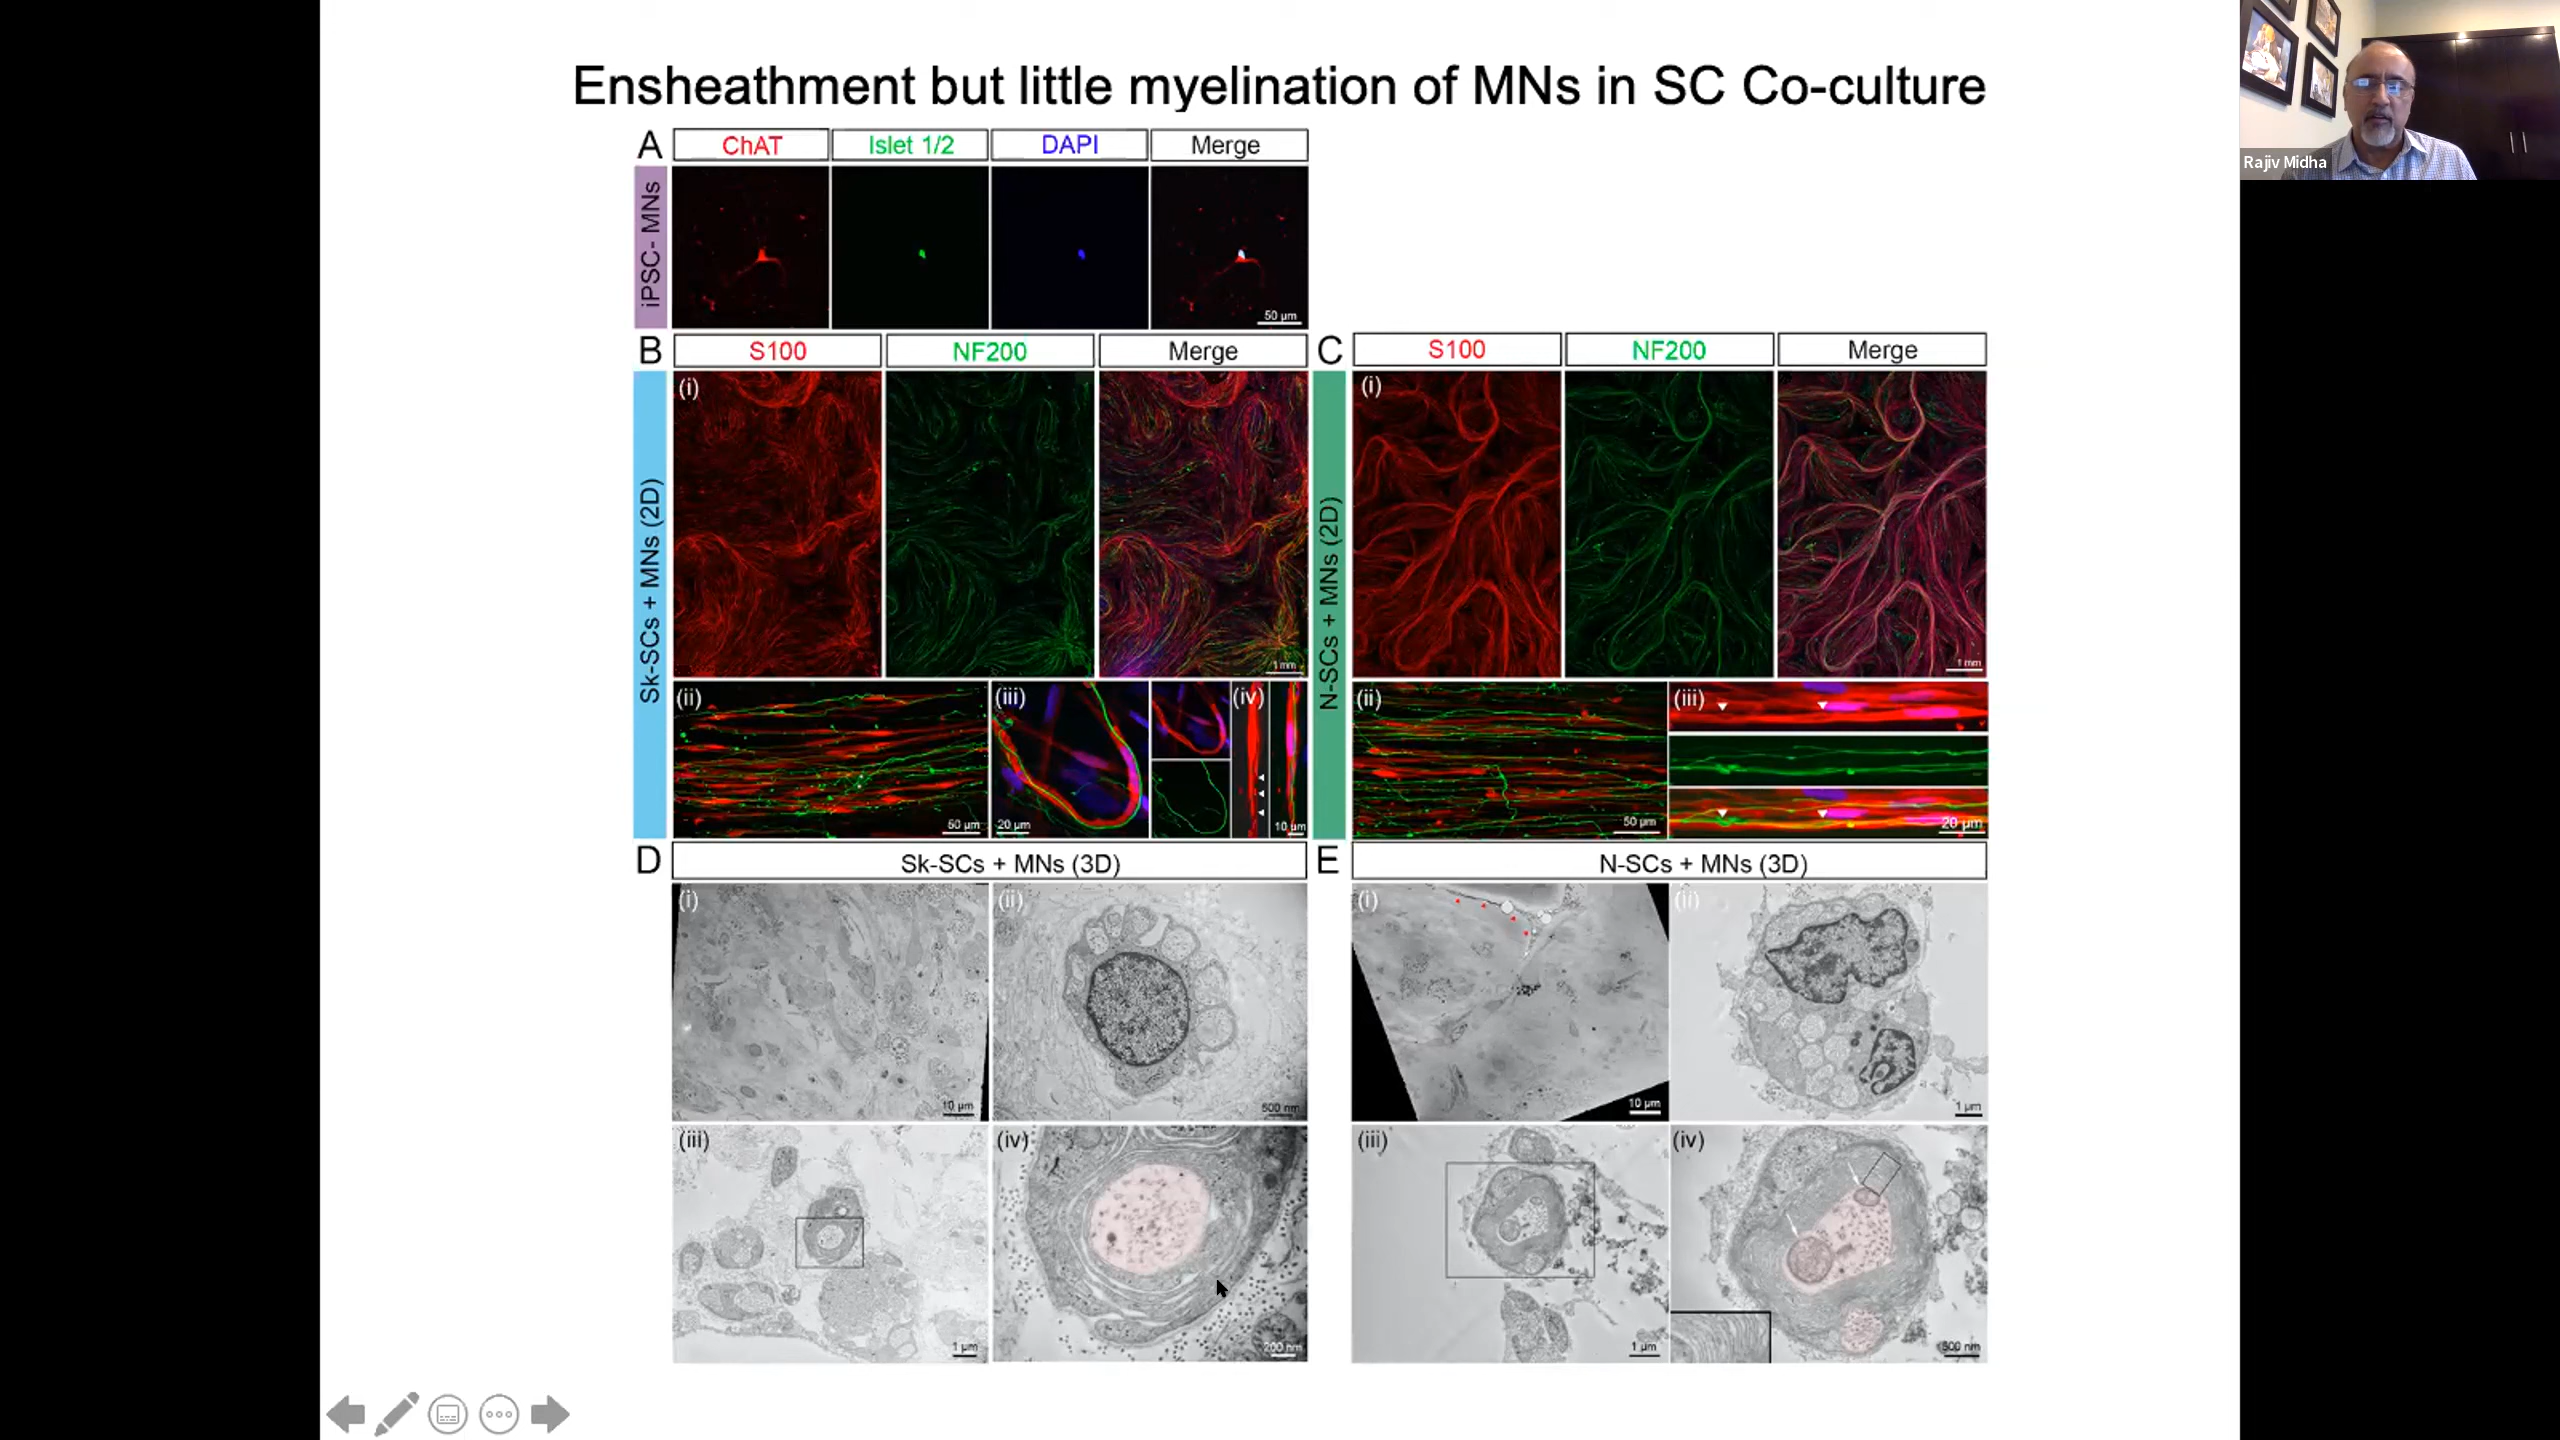 Ensheathment but little myelination of MNs in SC Co-culture
Rajiv Midha
A
ChAT
Islet 1/2
DAPI
Merge
iPSC- MNs
50 µm
B
S100
NF200
Merge
Sk-SCs + MNs (2D)
(i)
1 mm
(ii)
50 µm
(iii)
20 µm
(iv)
10 µm
C
S100
NF200
Merge
N-SCs + MNs (2D)
(i)
1 mm
(ii)
50 µm
(iii)
20 µm
D
Sk-SCs + MNs (3D)
(i)
10 µm
(ii)
500 nm
(iii)
1 µm
(iv)
200 nm
E
N-SCs + MNs (3D)
(i)
10 µm
(ii)
1 µm
(iii)
1 µm
(iv)
500 nm